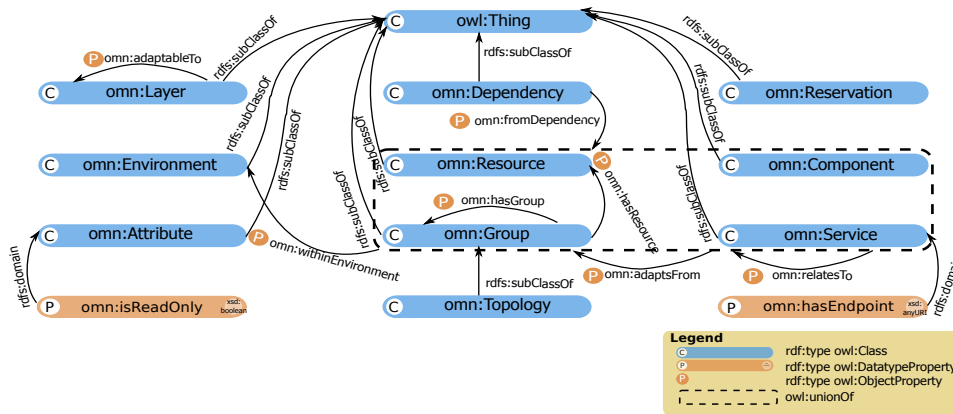 owl:Thing
C
rdfs:subClassOf
rdfs:subClassOf
rdfs:subClassOf
P omn:adaptableTo
C omn:Layer
C omn:Dependency
C omn:Reservation
rdfs:subClassOf
rdfs:subClassOf
rdfs:subClassOf
P omn:fromDependency
C omn:Environment
C omn:Resource
C omn:Component
rdfs:subClassOf
rdfs:subClassOf
rdfs:subClassOf
rdfs:subClassOf
P omn:hasResource
P omn:hasGroup
C omn:Attribute
C omn:Group
C omn:Service
P omn:withinEnvironment
P omn:adaptsFrom
P omn:relatesTo
rdfs:domain
rdfs:subClassOf
rdfs:doma
P omn:isReadOnly xsd:
boolean
C omn:Topology
P omn:hasEndpoint xsd:
anyURI
Legend
C rdf:type owl:Class
P rdf:type owl:DatatypeProperty
P rdf:type owl:ObjectProperty
owl:unionOf